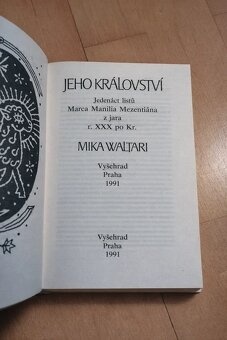 JEHO KRÁLOVSTVÍ
Jedenáct listů
Marca Manilia Mezentiána
z jara
r. XXX po Kr.
MIKA WALTARI
Vyšehrad
Praha
1991
Vyšehrad
Praha
1991